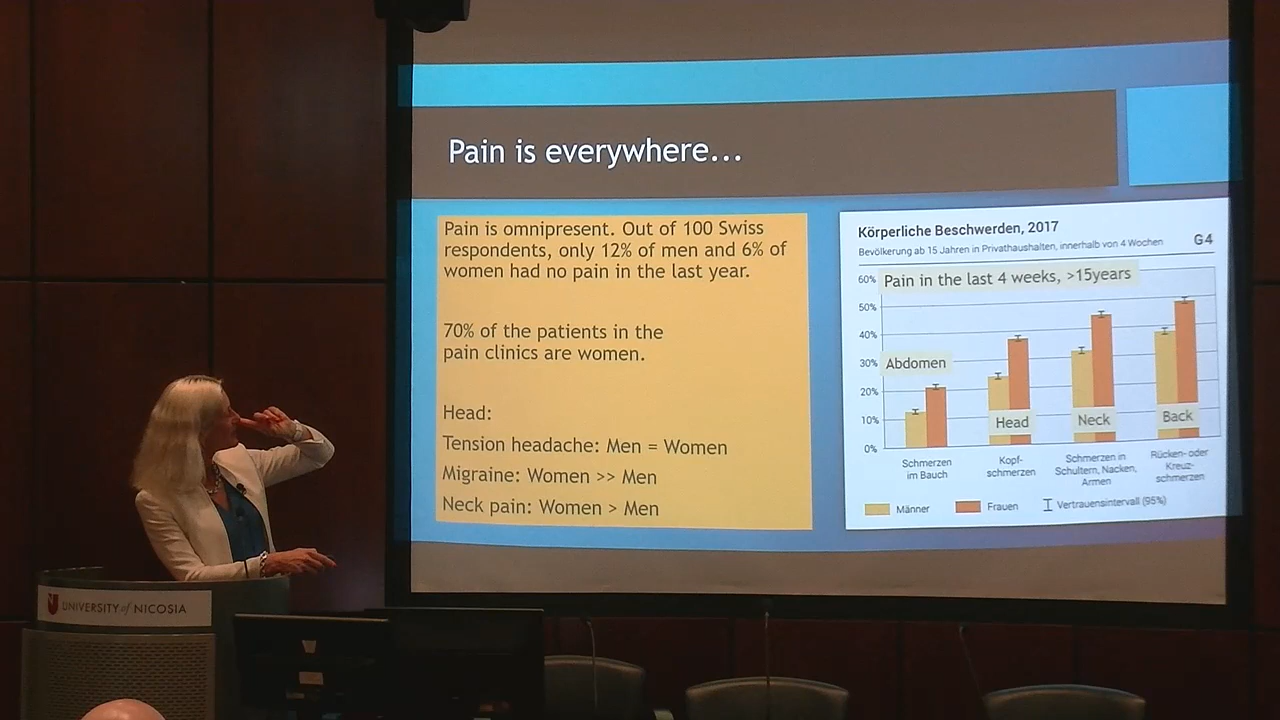 Pain is everywhere...
Pain is omnipresent. Out of 100 Swiss
respondents, only 12% of men and 6% of
women had no pain in the last year.
70% of the patients in the
pain clinics are women.
Head:
Tension headache: Men = Women
Migraine: Women >> Men
Neck pain: Women > Men
Körperliche Beschwerden, 2017
Bevölkerung ab 15 Jahren in Privathaushalten, innerhalb von 4 Wochen
G4
60%
Pain in the last 4 weeks, >15years
50%
40%
30%
Abdomen
20%
10%
Head
Neck
Back
0%
Schmerzen
im Bauch
Kopf-
schmerzen
Schmerzen in
Schultern, Nacken,
Armen
Rücken- oder
Kreuz-
schmerzen
Männer
Frauen
Vertrauensintervall (95%)
UNIVERSITY of NICOSIA